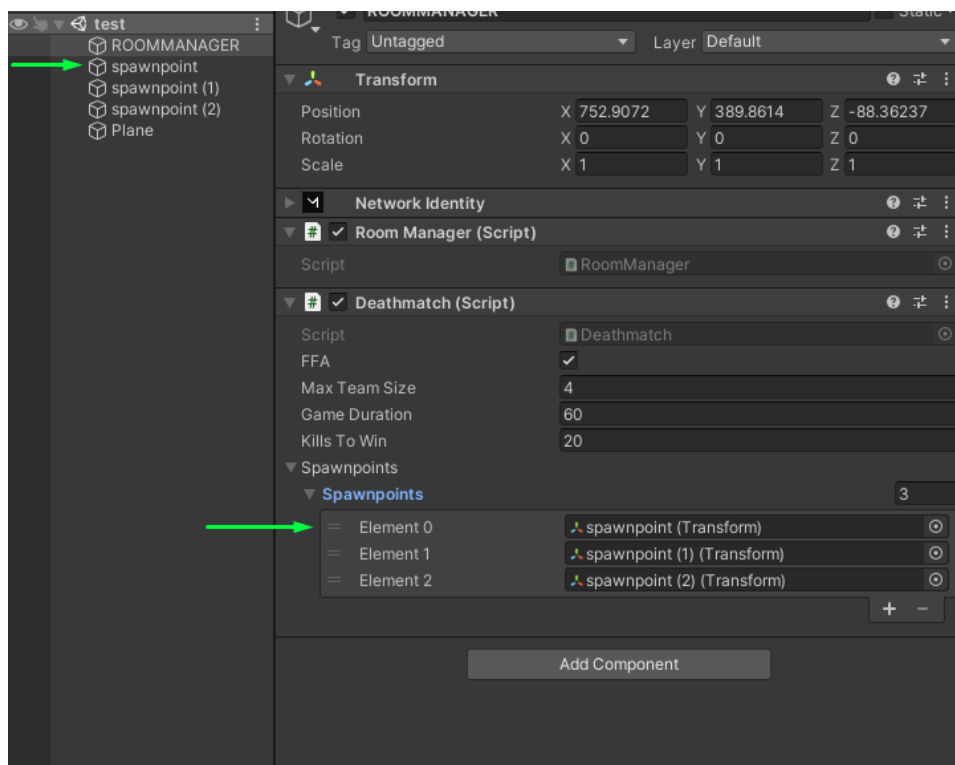 test
ROOMMANAGER
spawnpoint
spawnpoint (1)
spawnpoint (2)
Plane
ROOMMANAGER
Static
Tag Untagged Layer Default
Transform
Position X 752.9072 Y 389.8614 Z -88.36237
Rotation X 0 Y 0 Z 0
Scale X 1 Y 1 Z 1
Network Identity
# Room Manager (Script)
Script RoomManager
# Deathmatch (Script)
Script Deathmatch
FFA
Max Team Size 4
Game Duration 60
Kills To Win 20
Spawnpoints
Spawnpoints 3
Element 0 spawnpoint (Transform)
Element 1 spawnpoint (1) (Transform)
Element 2 spawnpoint (2) (Transform)
+ −
Add Component